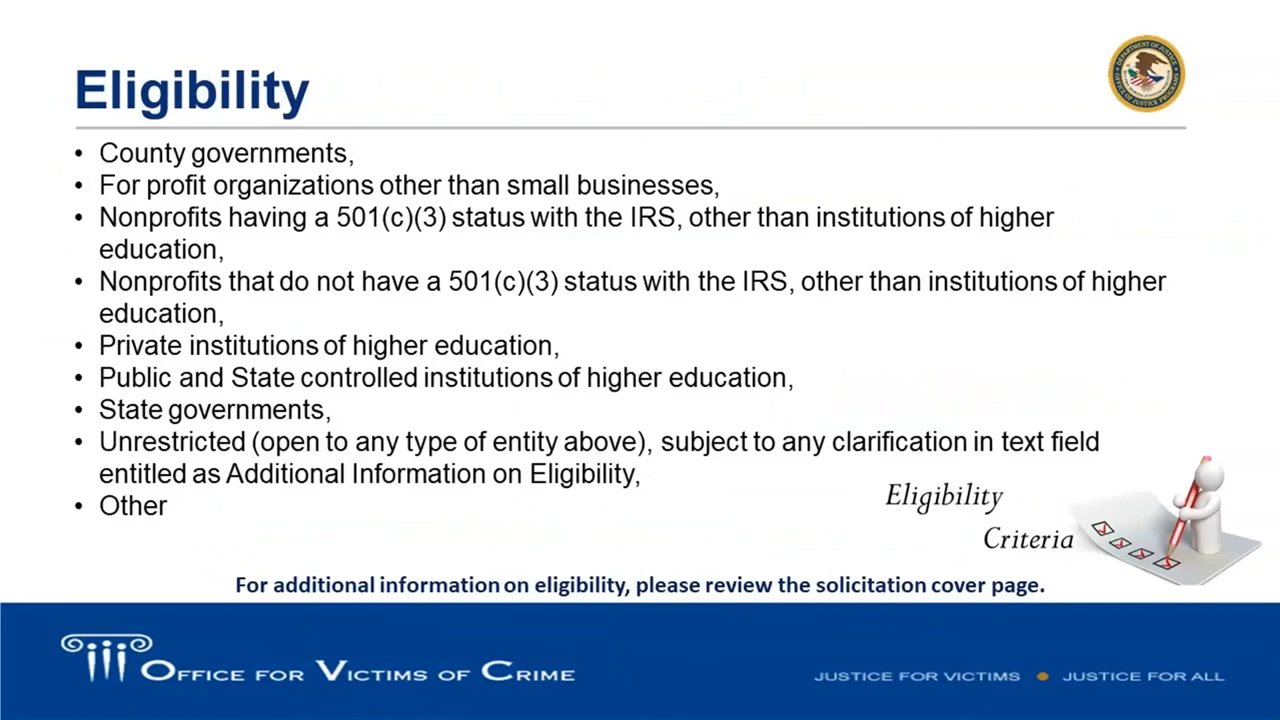 Eligibility
• County governments,
• For profit organizations other than small businesses,
• Nonprofits having a 501(c)(3) status with the IRS, other than institutions of higher
education,
• Nonprofits that do not have a 501(c)(3) status with the IRS, other than institutions of higher
education,
• Private institutions of higher education,
• Public and State controlled institutions of higher education,
• State governments,
• Unrestricted (open to any type of entity above), subject to any clarification in text field
entitled as Additional Information on Eligibility,
• Other
Eligibility
Criteria
For additional information on eligibility, please review the solicitation cover page.
OFFICE FOR VICTIMS OF CRIME
JUSTICE FOR VICTIMS • JUSTICE FOR ALL